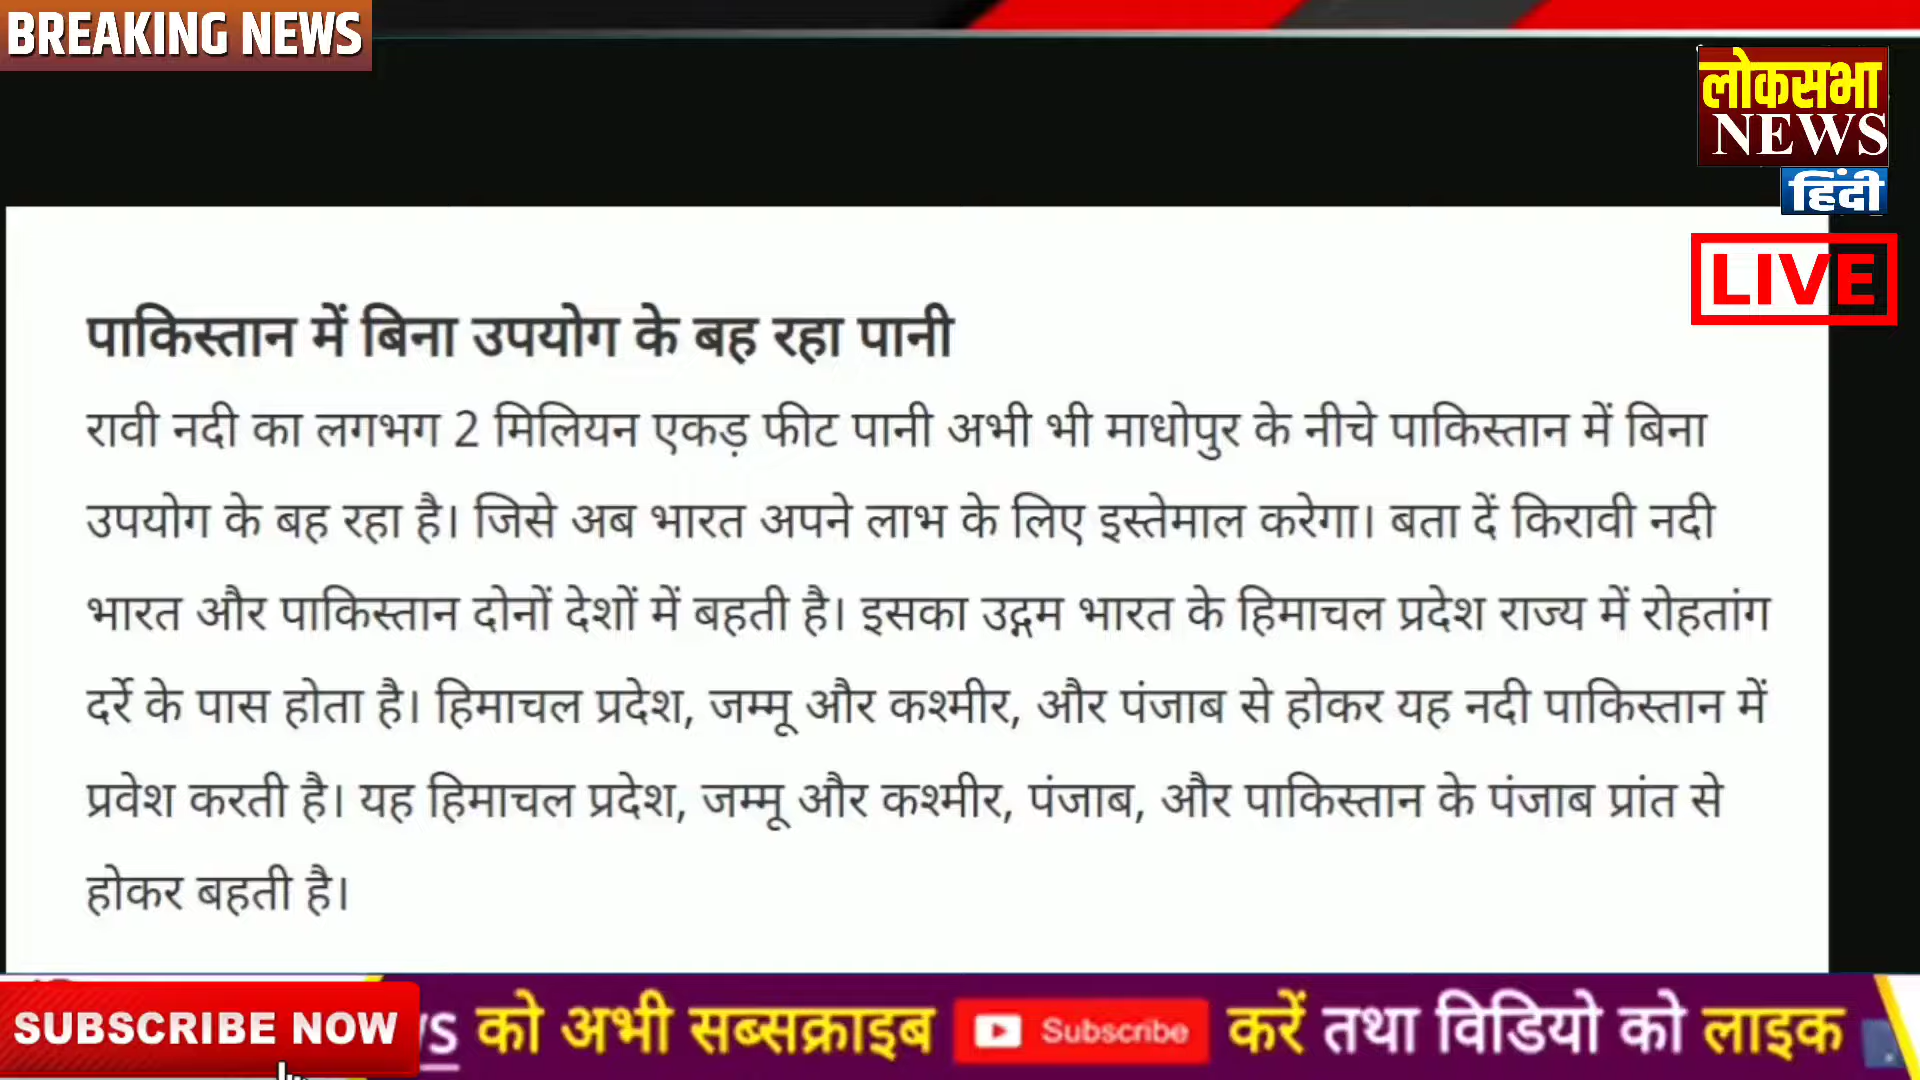 BREAKING NEWS
लोकसभा
NEWS
हिंदी
LIVE
पाकिस्तान में बिना उपयोग के बह रहा पानी
रावी नदी का लगभग 2 मिलियन एकड़ फीट पानी अभी भी माधोपुर के नीचे पाकिस्तान में बिना
उपयोग के बह रहा है। जिसे अब भारत अपने लाभ के लिए इस्तेमाल करेगा। बता दें किरावी नदी
भारत और पाकिस्तान दोनों देशों में बहती है। इसका उद्गम भारत के हिमाचल प्रदेश राज्य में रोहतांग
दर्रे के पास होता है। हिमाचल प्रदेश, जम्मू और कश्मीर, और पंजाब से होकर यह नदी पाकिस्तान में
प्रवेश करती है। यह हिमाचल प्रदेश, जम्मू और कश्मीर, पंजाब, और पाकिस्तान के पंजाब प्रांत से
होकर बहती है।
SUBSCRIBE NOW को अभी सब्सक्राइब Subscribe करें तथा विडियो को लाइक